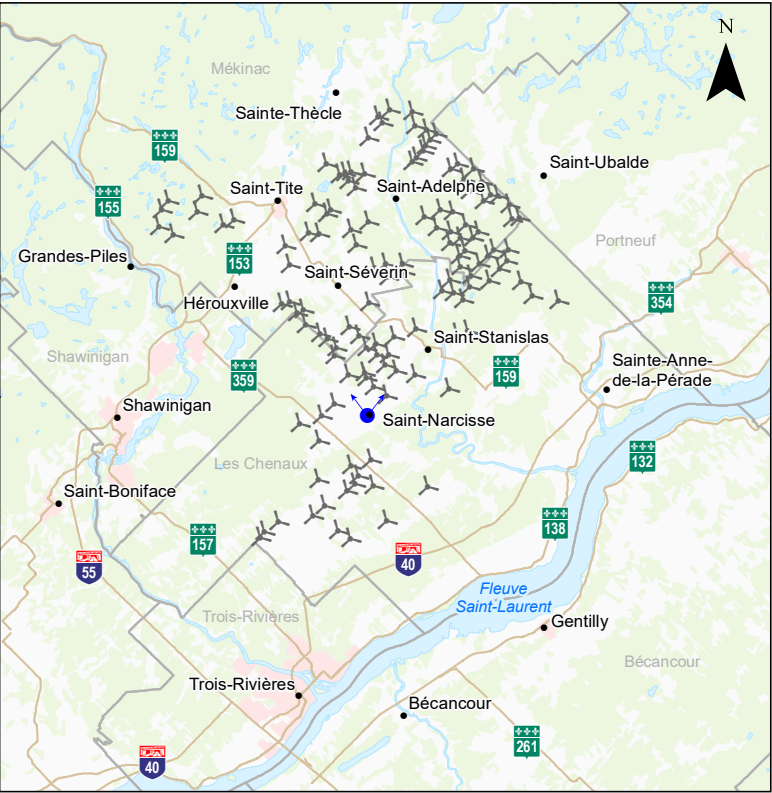 N
Mékinac
Sainte-Thècle
159
Saint-Ubalde
Saint-Tite
Saint-Adelphe
155
Portneuf
Grandes-Piles
153
Saint-Séverin
Hérouxville
354
Saint-Stanislas
Shawinigan
359
159
Sainte-Anne-
de-la-Pérade
Shawinigan
Saint-Narcisse
132
Les Chenaux
Saint-Boniface
138
157
40
55
Fleuve
Saint-Laurent
Trois-Rivières
Gentilly
Bécancour
Trois-Rivières
Bécancour
261
40